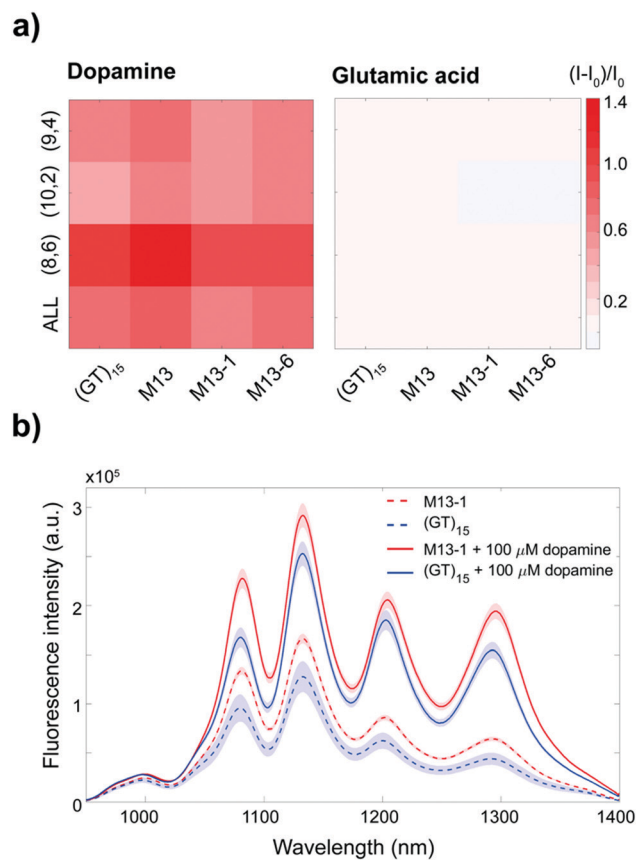 a)
Dopamine
Glutamic acid
(I-I₀)/I₀
(9,4)
(10,2)
(8,6)
ALL
1.4
1.0
0.6
0.2
(GT)₁₅
M13
M13-1
M13-6
(GT)₁₅
M13
M13-1
M13-6
b)
x10⁵
Fluorescence intensity (a.u.)
3
2
1
0
M13-1
(GT)₁₅
M13-1 + 100 µM dopamine
(GT)₁₅ + 100 µM dopamine
1000
1100
1200
1300
1400
Wavelength (nm)